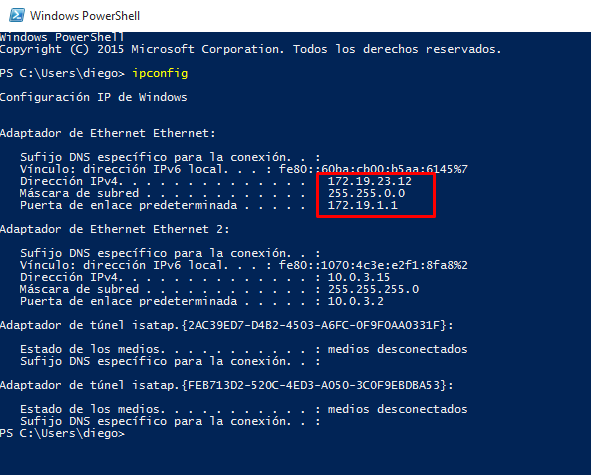 Windows PowerShell
Windows PowerShell
Copyright (C) 2015 Microsoft Corporation. Todos los derechos reservados.
PS C:\Users\diego> ipconfig
Configuración IP de Windows
Adaptador de Ethernet Ethernet:
Sufijo DNS específico para la conexión. . :
Vínculo: dirección IPv6 local. . . : fe80::60ba:cb00:b5aa:6145%7
Dirección IPv4. . . . . . . . . . . . . . 172.19.23.12
Máscara de subred . . . . . . . . . . . . 255.255.0.0
Puerta de enlace predeterminada . . . . . 172.19.1.1
Adaptador de Ethernet Ethernet 2:
Sufijo DNS específico para la conexión. . :
Vínculo: dirección IPv6 local. . . : fe80::1070:4c3e:e2f1:8fa8%2
Dirección IPv4. . . . . . . . . . . . . . : 10.0.3.15
Máscara de subred . . . . . . . . . . . . : 255.255.255.0
Puerta de enlace predeterminada . . . . . : 10.0.3.2
Adaptador de túnel isatap.{2AC39ED7-D4B2-4503-A6FC-0F9F0AA0331F}:
Estado de los medios. . . . . . . . . . . : medios desconectados
Sufijo DNS específico para la conexión. . :
Adaptador de túnel isatap.{FEB713D2-520C-4ED3-A050-3C0F9EBDBA53}:
Estado de los medios. . . . . . . . . . . : medios desconectados
Sufijo DNS específico para la conexión. . :
PS C:\Users\diego>